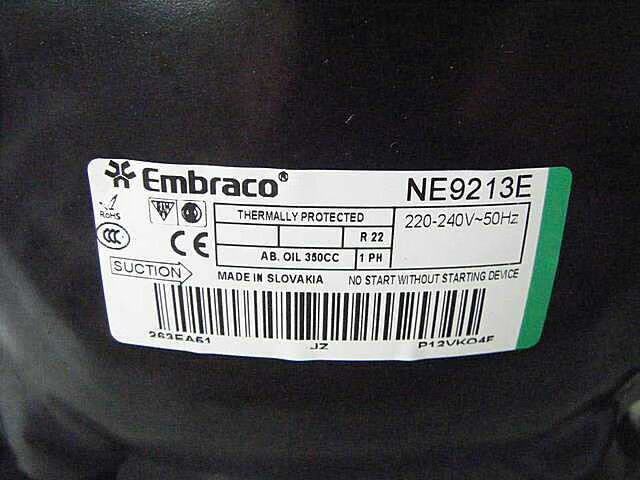 Embraco®
NE9213E
RoHS
CCC
CE
THERMALLY PROTECTED
R 22
AB. OIL 350CC
1 PH
220-240V~50Hz
SUCTION
MADE IN SLOVAKIA
NO START WITHOUT STARTING DEVICE
JZ